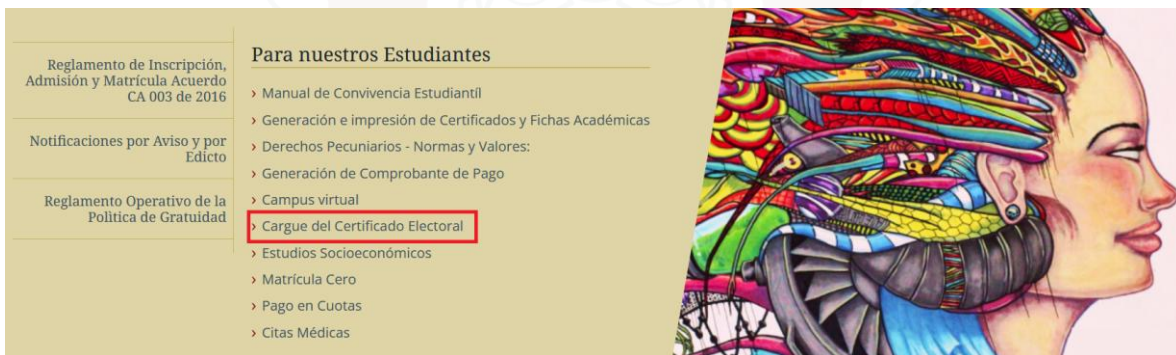 Reglamento de Inscripción,
Admisión y Matrícula Acuerdo
CA 003 de 2016
Notificaciones por Aviso y por
Edicto
Reglamento Operativo de la
Politica de Gratuidad
Para nuestros Estudiantes
› Manual de Convivencia Estudiantíl
› Generación e impresión de Certificados y Fichas Académicas
› Derechos Pecuniarios - Normas y Valores:
› Generación de Comprobante de Pago
› Campus virtual
› Cargue del Certificado Electoral
› Estudios Socioeconómicos
› Matrícula Cero
› Pago en Cuotas
› Citas Médicas